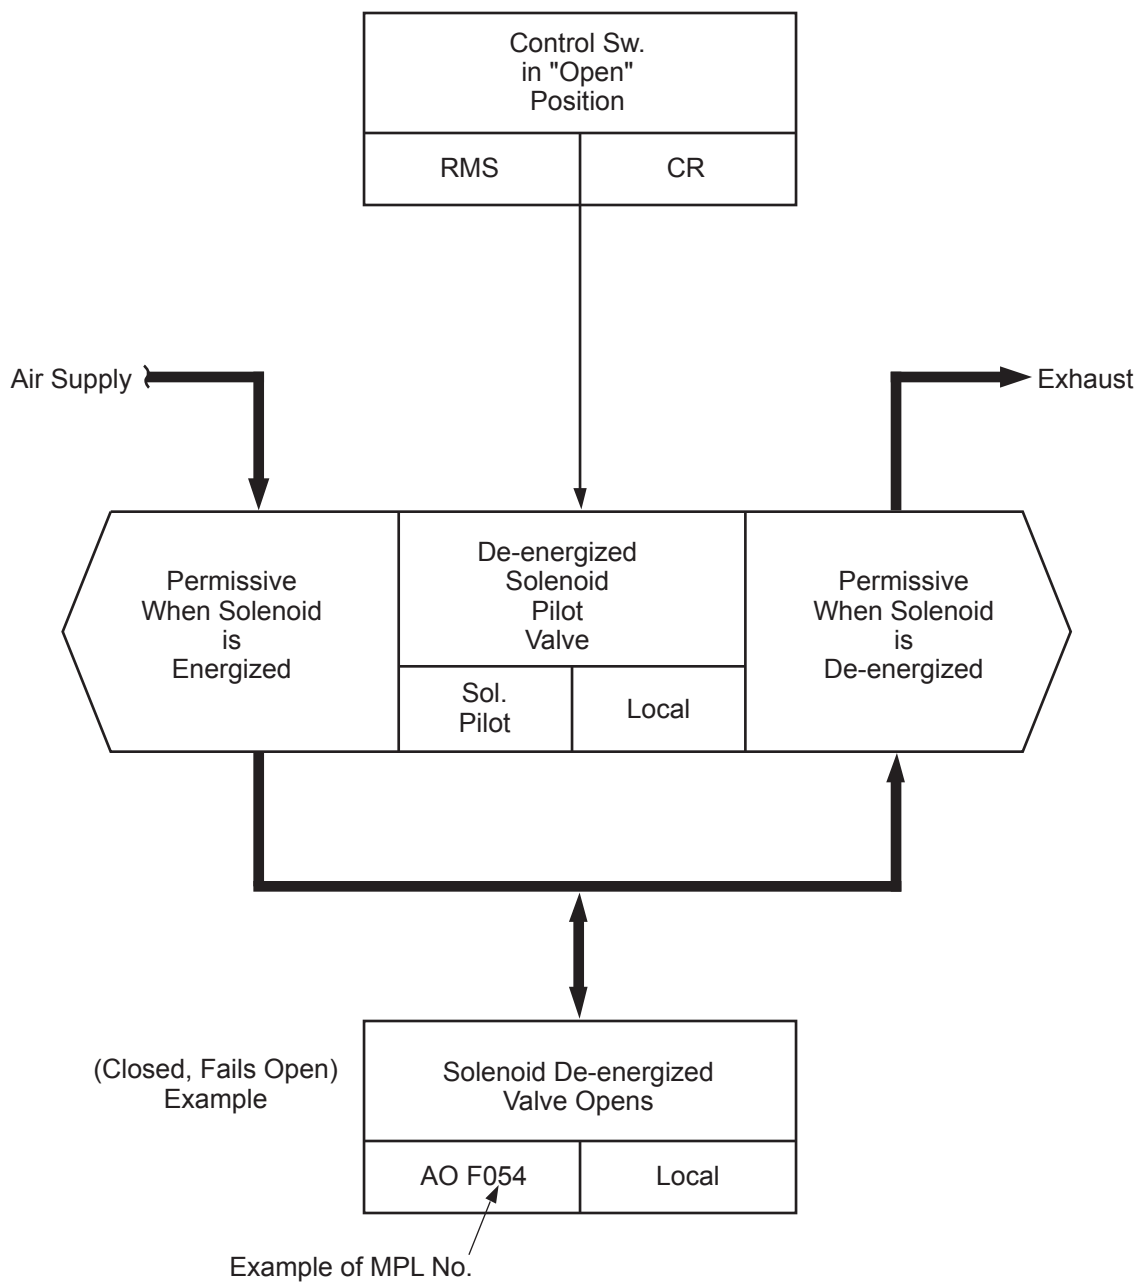 Control Sw.
in "Open"
Position
RMS
CR
Air Supply
Exhaust
Permissive
When Solenoid
is
Energized
De-energized
Solenoid
Pilot
Valve
Sol.
Pilot
Local
Permissive
When Solenoid
is
De-energized
(Closed, Fails Open)
Example
Solenoid De-energized
Valve Opens
AO F054
Local
Example of MPL No.